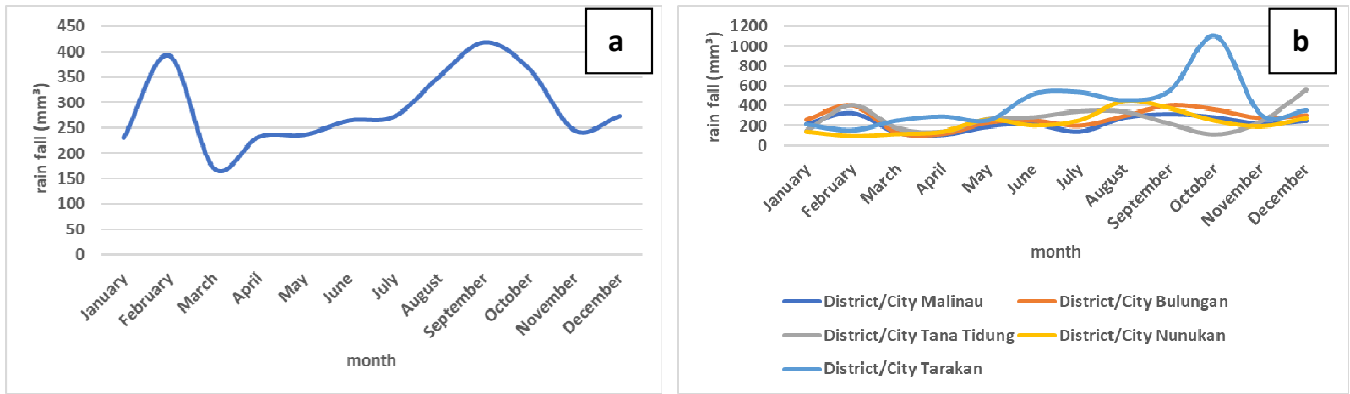 a
450
400
350
300
250
200
150
100
50
0
rain fall (mm³)
January
February
March
April
May
June
July
August
September
October
November
December
month
b
1200
1000
800
600
400
200
0
rain fall (mm³)
January
February
March
April
May
June
July
August
September
October
November
December
month
District/City Malinau
District/City Bulungan
District/City Tana Tidung
District/City Nunukan
District/City Tarakan